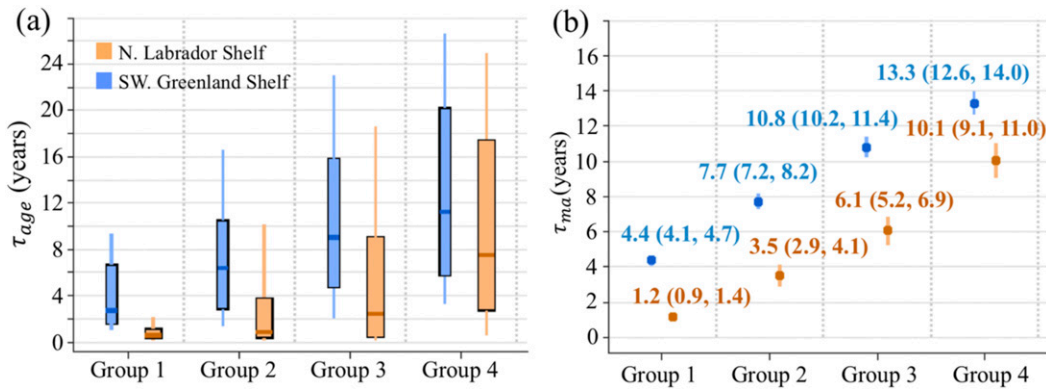 (a)
24
20
16
12
8
4
0
τage (years)
N. Labrador Shelf
SW. Greenland Shelf
Group 1 Group 2 Group 3 Group 4
(b)
16
14
12
10
8
6
4
2
0
τma (years)
13.3 (12.6, 14.0)
10.8 (10.2, 11.4)
10.1 (9.1, 11.0)
7.7 (7.2, 8.2)
6.1 (5.2, 6.9)
4.4 (4.1, 4.7)
3.5 (2.9, 4.1)
1.2 (0.9, 1.4)
Group 1 Group 2 Group 3 Group 4